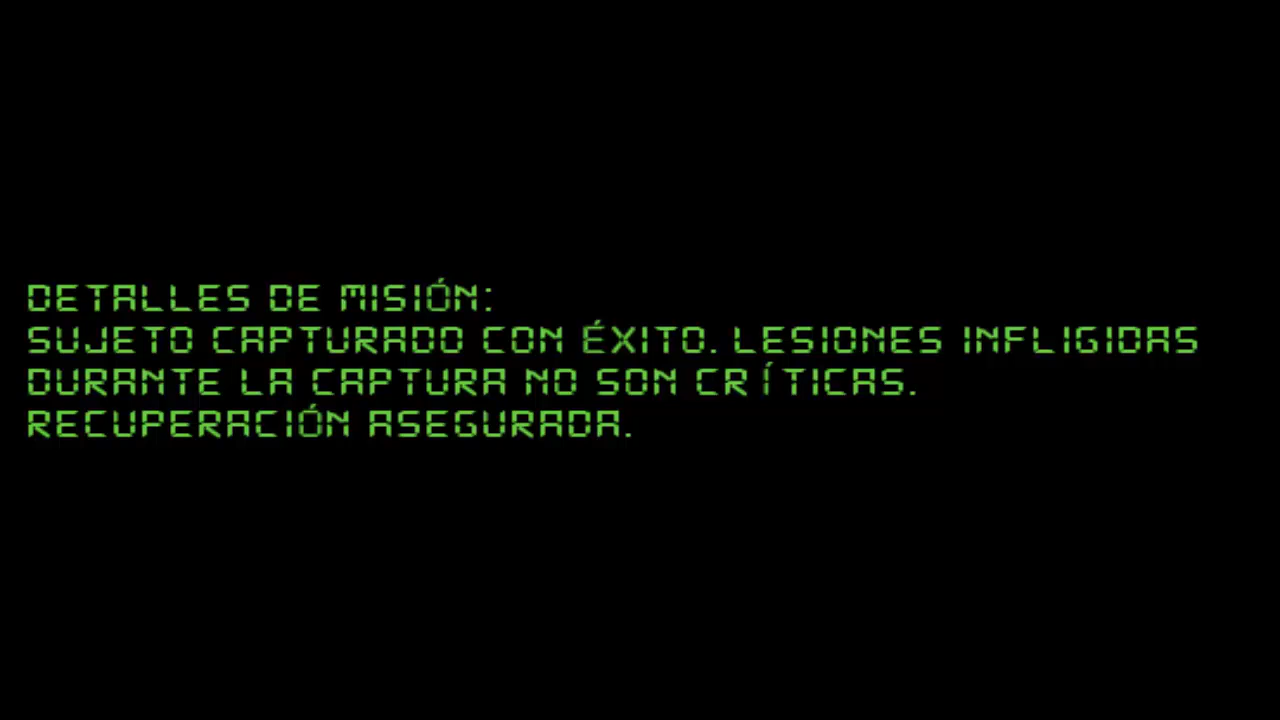 DETALLES DE MISIÓN:
SUJETO CAPTURADO CON ÉXITO. LESIONES INFLIGIDAS
DURANTE LA CAPTURA NO SON CRÍTICAS.
RECUPERACIÓN ASEGURADA.